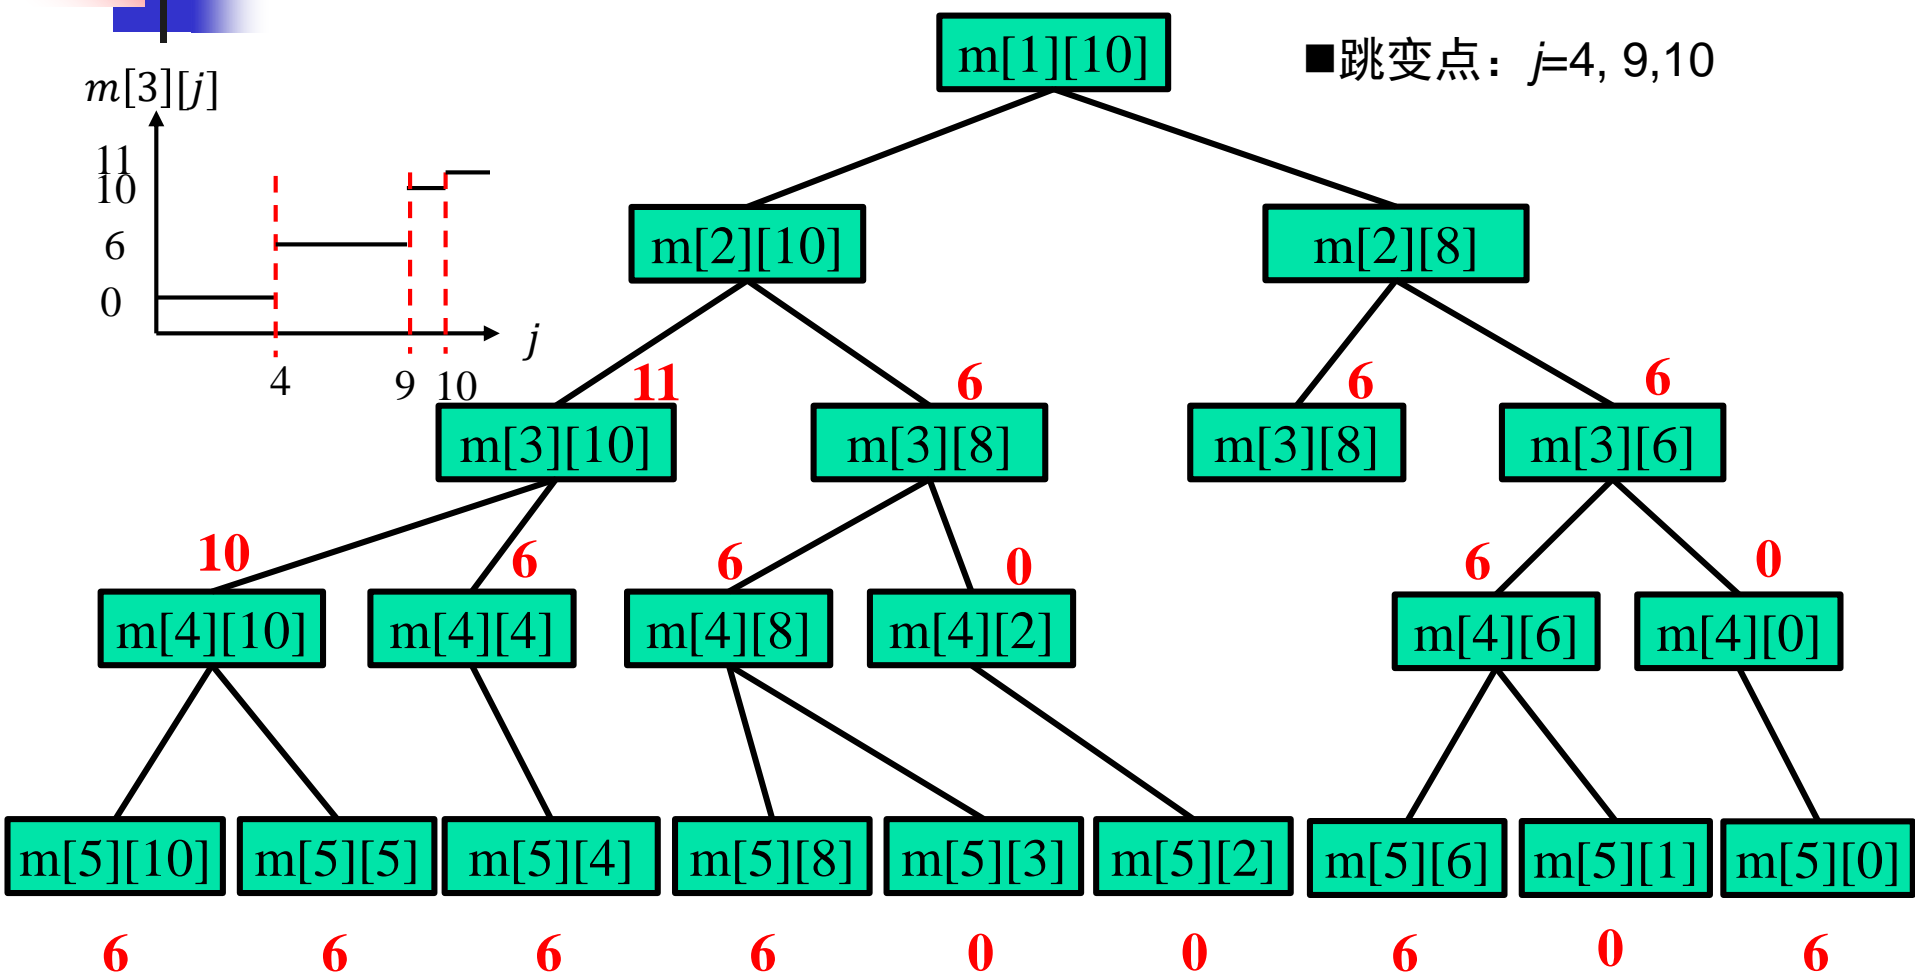 m[1][10]
■跳变点：j=4, 9,10
m[3][j]
11
10
6
0
j
4 9 10
m[2][10] m[2][8]
11 6 6 6
m[3][10] m[3][8] m[3][8] m[3][6]
10 6 6 0 6 0
m[4][10] m[4][4] m[4][8] m[4][2] m[4][6] m[4][0]
m[5][10] m[5][5] m[5][4] m[5][8] m[5][3] m[5][2] m[5][6] m[5][1] m[5][0]
6 6 6 6 0 0 6 0 6